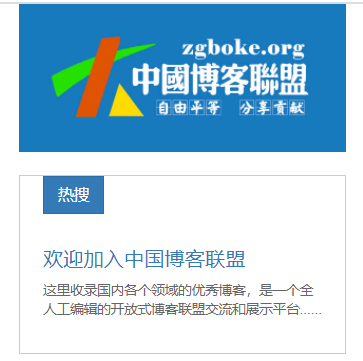 zgboke.org
中國博客聯盟
自由平等 分享貢献
热搜
欢迎加入中国博客联盟
这里收录国内各个领域的优秀博客，是一个全
人工编辑的开放式博客联盟交流和展示平台......